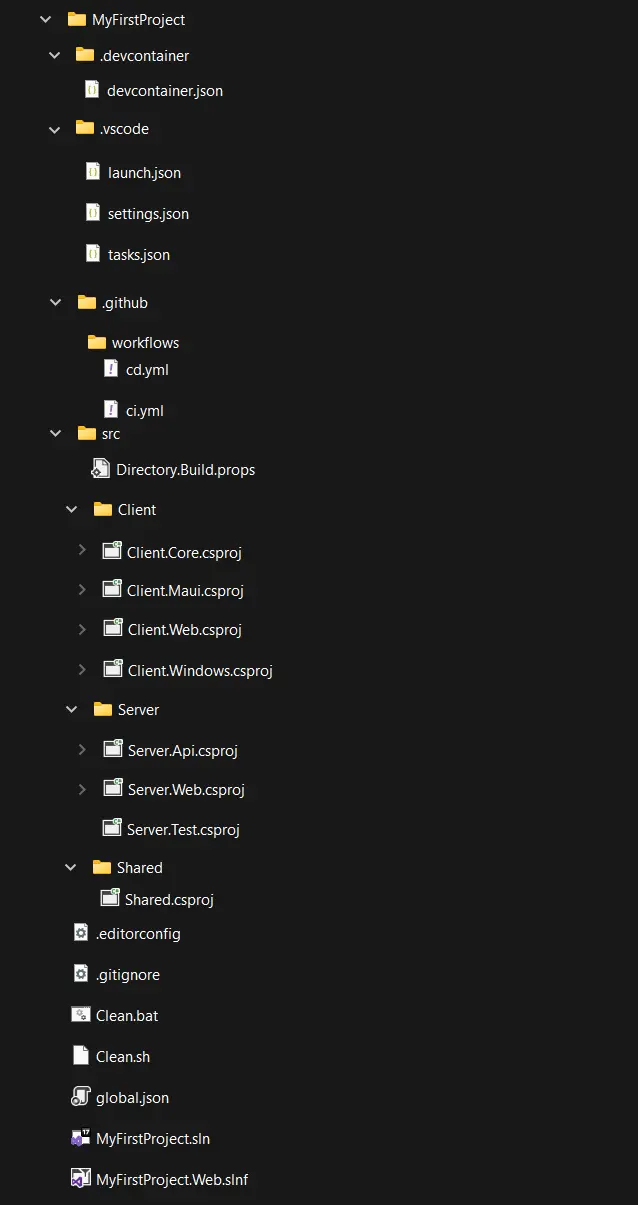 MyFirstProject
.devcontainer
devcontainer.json
.vscode
launch.json
settings.json
tasks.json
.github
workflows
cd.yml
ci.yml
src
Directory.Build.props
Client
Client.Core.csproj
Client.Maui.csproj
Client.Web.csproj
Client.Windows.csproj
Server
Server.Api.csproj
Server.Web.csproj
Server.Test.csproj
Shared
Shared.csproj
.editorconfig
.gitignore
Clean.bat
Clean.sh
global.json
MyFirstProject.sln
MyFirstProject.Web.slnf